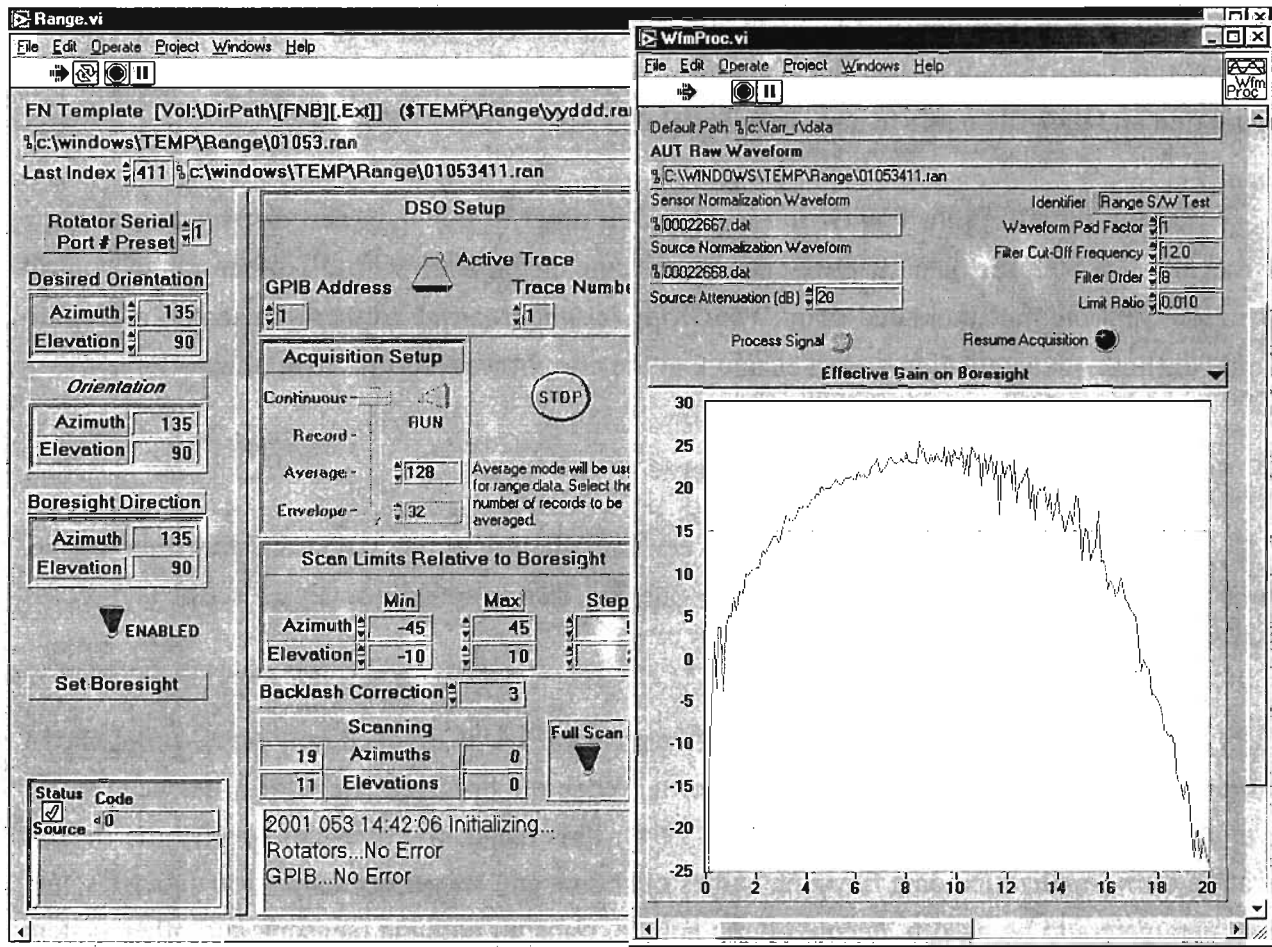 Range.vi
File Edit Operate Project Windows Help
FN Template [Vol:\DirPath\[FNB][.Ext]] ($TEMP\Range\yyddd.ra
c:\windows\TEMP\Range\01053.ran
Last Index 411 c:\windows\TEMP\Range\01053411.ran
Rotator Serial
Port # Preset 1
Desired Orientation
Azimuth 135
Elevation 90
Orientation
Azimuth 135
Elevation 90
Boresight Direction
Azimuth 135
Elevation 90
ENABLED
Set Boresight
Status Code
Source 0
DSO Setup
Active Trace
GPIB Address Trace Numbe
1 1
Acquisition Setup
Continuous
RUN
Record
Average 128
Envelope 32
STOP
Average mode will be us
for range data. Select the
number of records to be
averaged.
Scan Limits Relative to Boresight
Min Max Step
Azimuth -45 45
Elevation -10 10
Backlash Correction 3
Scanning
19 Azimuths 0
11 Elevations 0
Full Scan
2001 053 14:42:06 Initializing...
Rotators...No Error
GPIB...No Error
WfmProc.vi
File Edit Operate Project Windows Help
Wfm
Proc
Default Path c:\farr_r\data
AUT Raw Waveform
C:\WINDOWS\TEMP\Range\01053411.ran
Sensor Normalization Waveform
00022667.dat
Source Normalization Waveform
00022668.dat
Source Attenuation (dB) 20
Identifier Range S/W Test
Waveform Pad Factor 1
Filter Cut-Off Frequency 12.0
Filter Order 8
Limit Ratio 0.010
Process Signal Resume Acquisition
Effective Gain on Boresight
30
25
20
15
10
5
0
-5
-10
-15
-20
-25
0 2 4 6 8 10 12 14 16 18 20